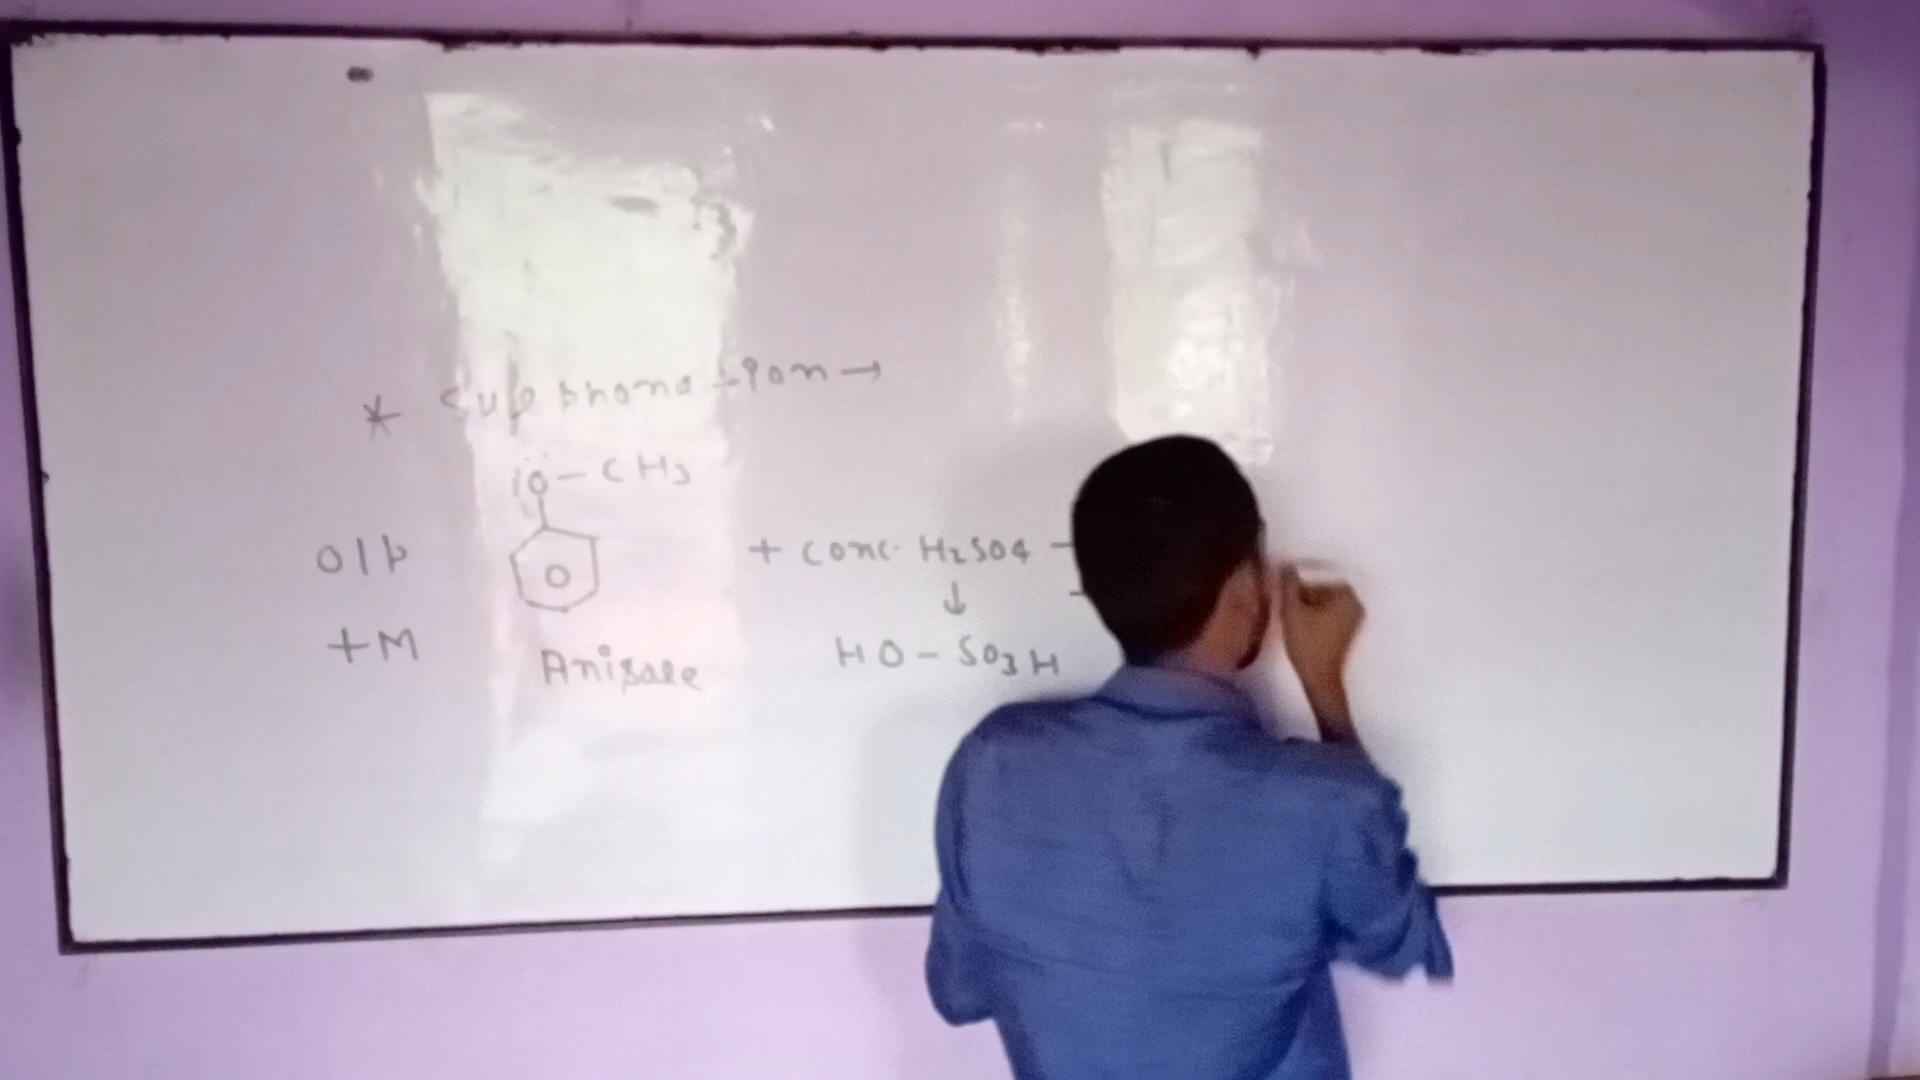 * Sulphonation →
:Ö-CH3
O/P + conc. H2SO4 -
↓
+M Anisole HO-SO3H